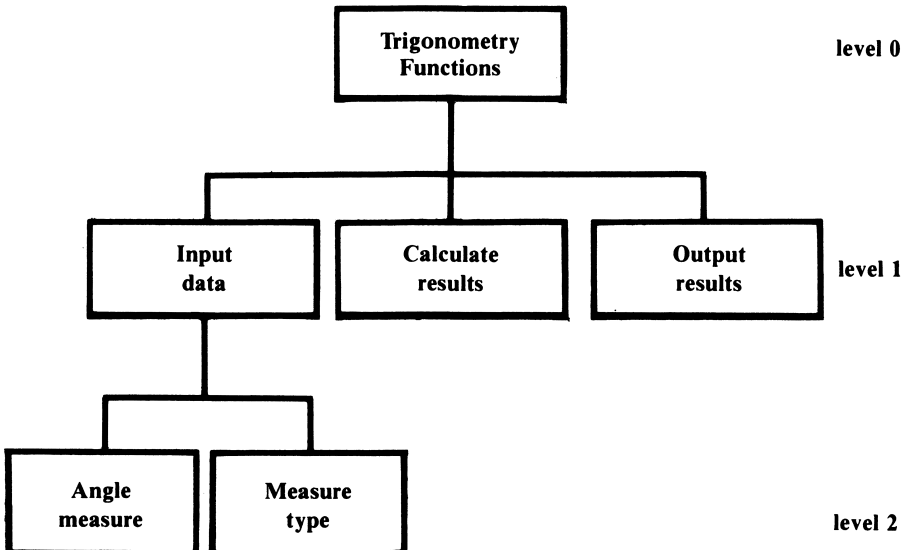 Trigonometry
Functions
level 0
Input
data
Calculate
results
Output
results
level 1
Angle
measure
Measure
type
level 2